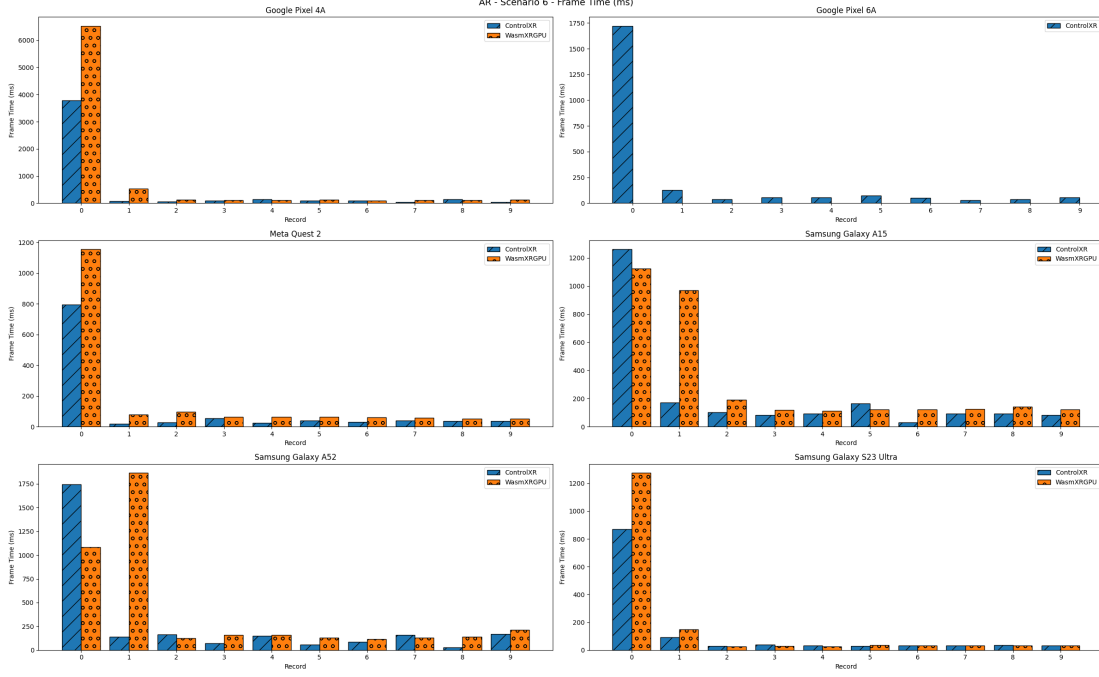 AR - Scenario 6 - Frame Time (ms)
Google Pixel 4A
Frame Time (ms)
6000
5000
4000
3000
2000
1000
0
0 1 2 3 4 5 6 7 8 9
Record
ControlXR
WasmXRGPU
Google Pixel 6A
Frame Time (ms)
1750
1500
1250
1000
750
500
250
0
0 1 2 3 4 5 6 7 8 9
Record
ControlXR
Meta Quest 2
Frame Time (ms)
1200
1000
800
600
400
200
0
0 1 2 3 4 5 6 7 8 9
Record
ControlXR
WasmXRGPU
Samsung Galaxy A15
Frame Time (ms)
1200
1000
800
600
400
200
0
0 1 2 3 4 5 6 7 8 9
Record
ControlXR
WasmXRGPU
Samsung Galaxy A52
Frame Time (ms)
1750
1500
1250
1000
750
500
250
0
0 1 2 3 4 5 6 7 8 9
Record
ControlXR
WasmXRGPU
Samsung Galaxy S23 Ultra
Frame Time (ms)
1200
1000
800
600
400
200
0
0 1 2 3 4 5 6 7 8 9
Record
ControlXR
WasmXRGPU